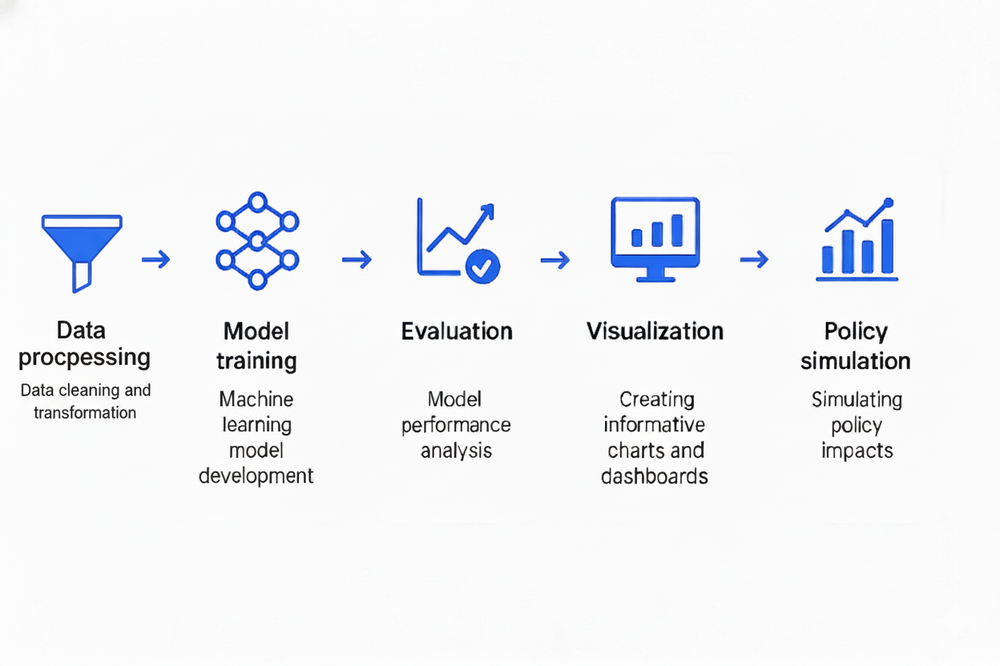 Data
procpessing
Data cleaning and
transformation
Model
training
Machine
learning
model
development
Evaluation
Model
performance
analysis
Visualization
Creating
informative
charts and
dashboards
Policy
simulation
Simulating
policy
impacts